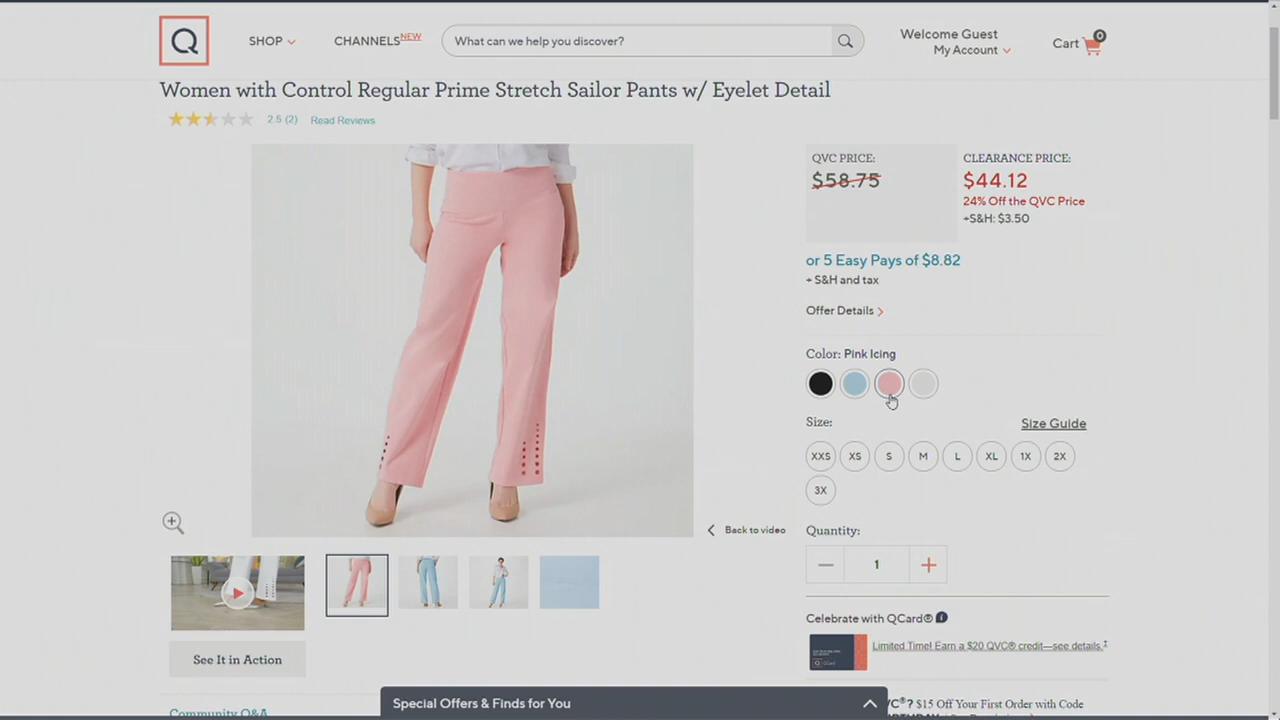 Q
SHOP
CHANNELS NEW
What can we help you discover?
Welcome Guest
My Account
Cart
0
Women with Control Regular Prime Stretch Sailor Pants w/ Eyelet Detail
2.5 (2)
Read Reviews
QVC PRICE:
$58.75
CLEARANCE PRICE:
$44.12
24% Off the QVC Price
+S&H: $3.50
or 5 Easy Pays of $8.82
+ S&H and tax
Offer Details
Color: Pink Icing
Size:
Size Guide
XXS XS S M L XL 1X 2X
3X
Back to video
Quantity:
1
Celebrate with QCard®
Limited Time! Earn a $20 QVC® credit—see details.‡
See It in Action
Community Q&A
Special Offers & Finds for You
VC®? $15 Off Your First Order with Code